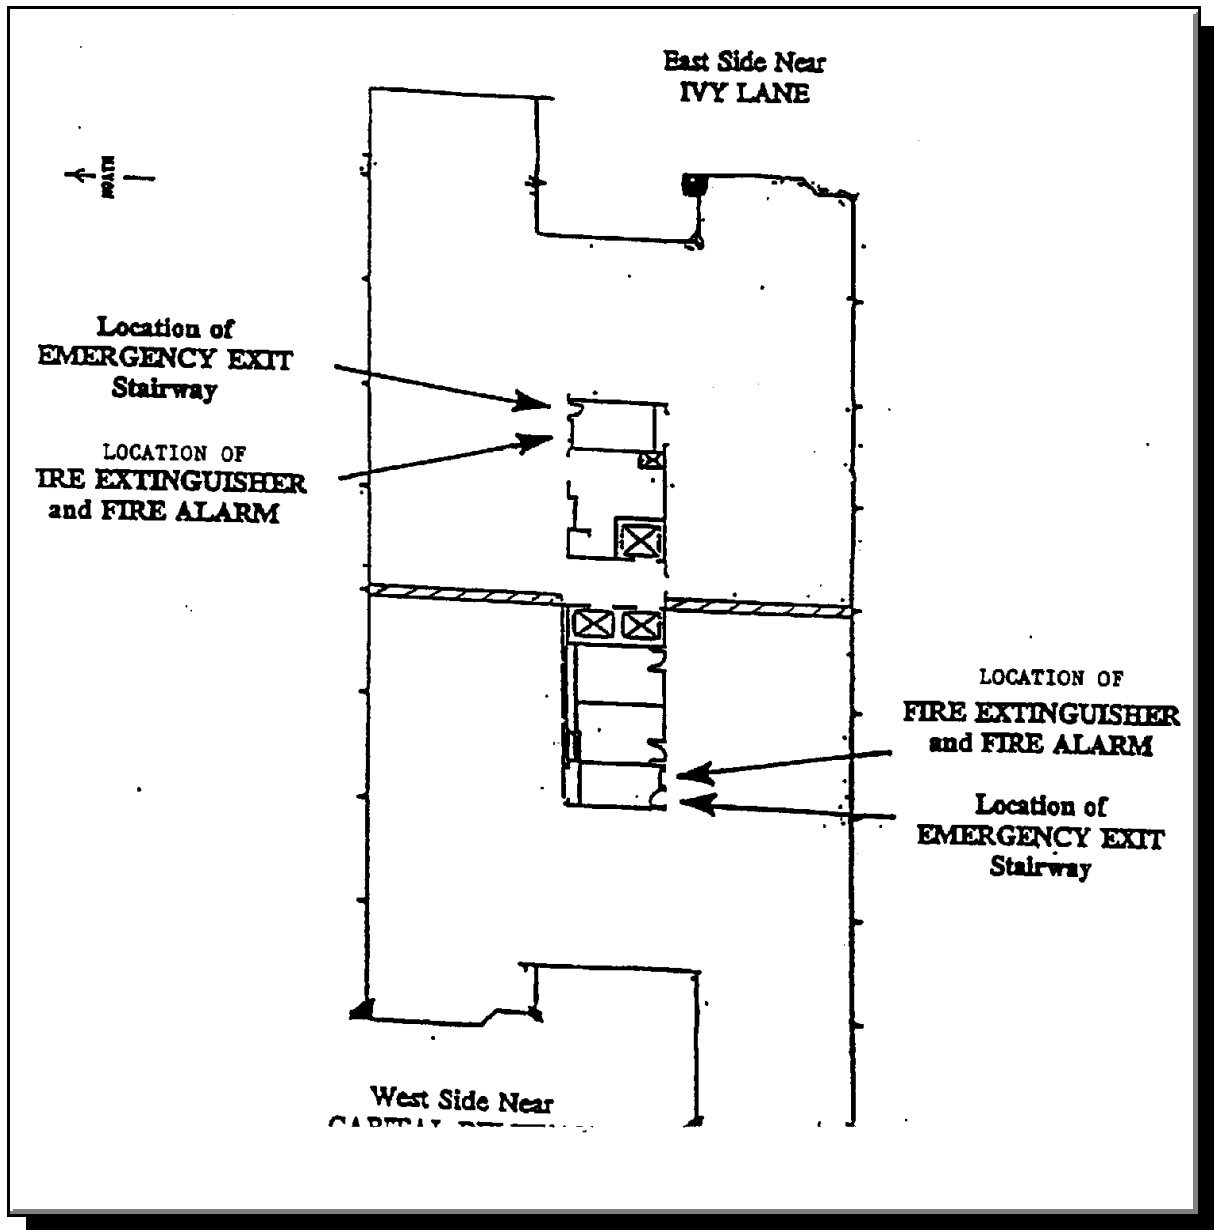 East Side Near
IVY LANE
NORTH
Location of
EMERGENCY EXIT
Stairway
LOCATION OF
IRE EXTINGUISHER
and FIRE ALARM
LOCATION OF
FIRE EXTINGUISHER
and FIRE ALARM
Location of
EMERGENCY EXIT
Stairway
West Side Near
CAPITAL